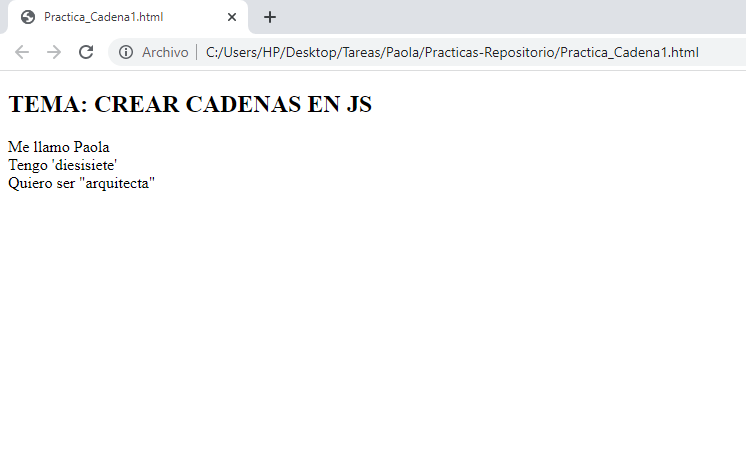 Practica_Cadena1.html
Archivo C:/Users/HP/Desktop/Tareas/Paola/Practicas-Repositorio/Practica_Cadena1.html
TEMA: CREAR CADENAS EN JS
Me llamo Paola
Tengo 'diesisiete'
Quiero ser "arquitecta"